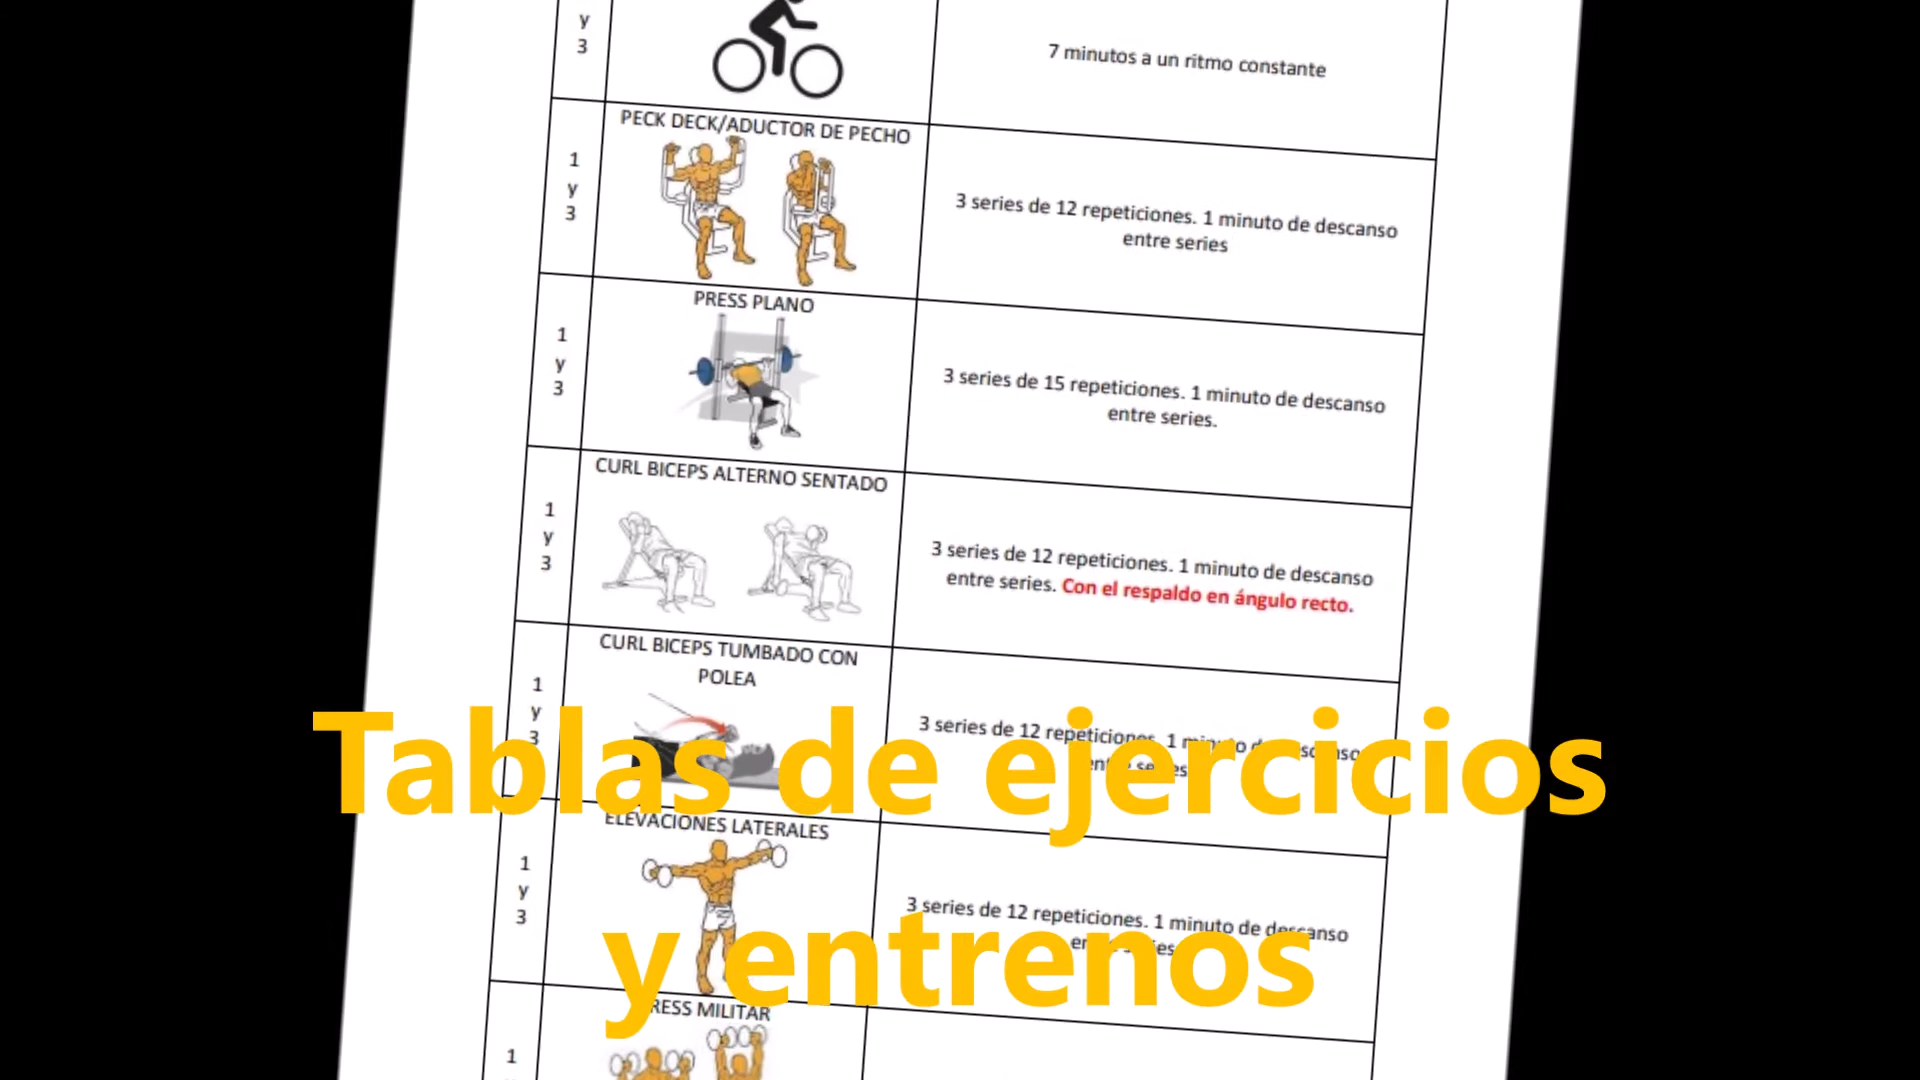 y
3
7 minutos a un ritmo constante
PECK DECK/ADUCTOR DE PECHO
1
y
3
3 series de 12 repeticiones. 1 minuto de descanso
entre series
PRESS PLANO
1
y
3
3 series de 15 repeticiones. 1 minuto de descanso
entre series.
CURL BICEPS ALTERNO SENTADO
1
y
3
3 series de 12 repeticiones. 1 minuto de descanso
entre series. Con el respaldo en ángulo recto.
CURL BICEPS TUMBADO CON
POLEA
1
y
3
3 series de 12 repeticiones. 1
Tablas de ejercicios
ELEVACIONES LATERALES
1
y
3
3 series de 12 repeticiones. 1 minuto de descanso
y entrenos
RESS MILITAR
1